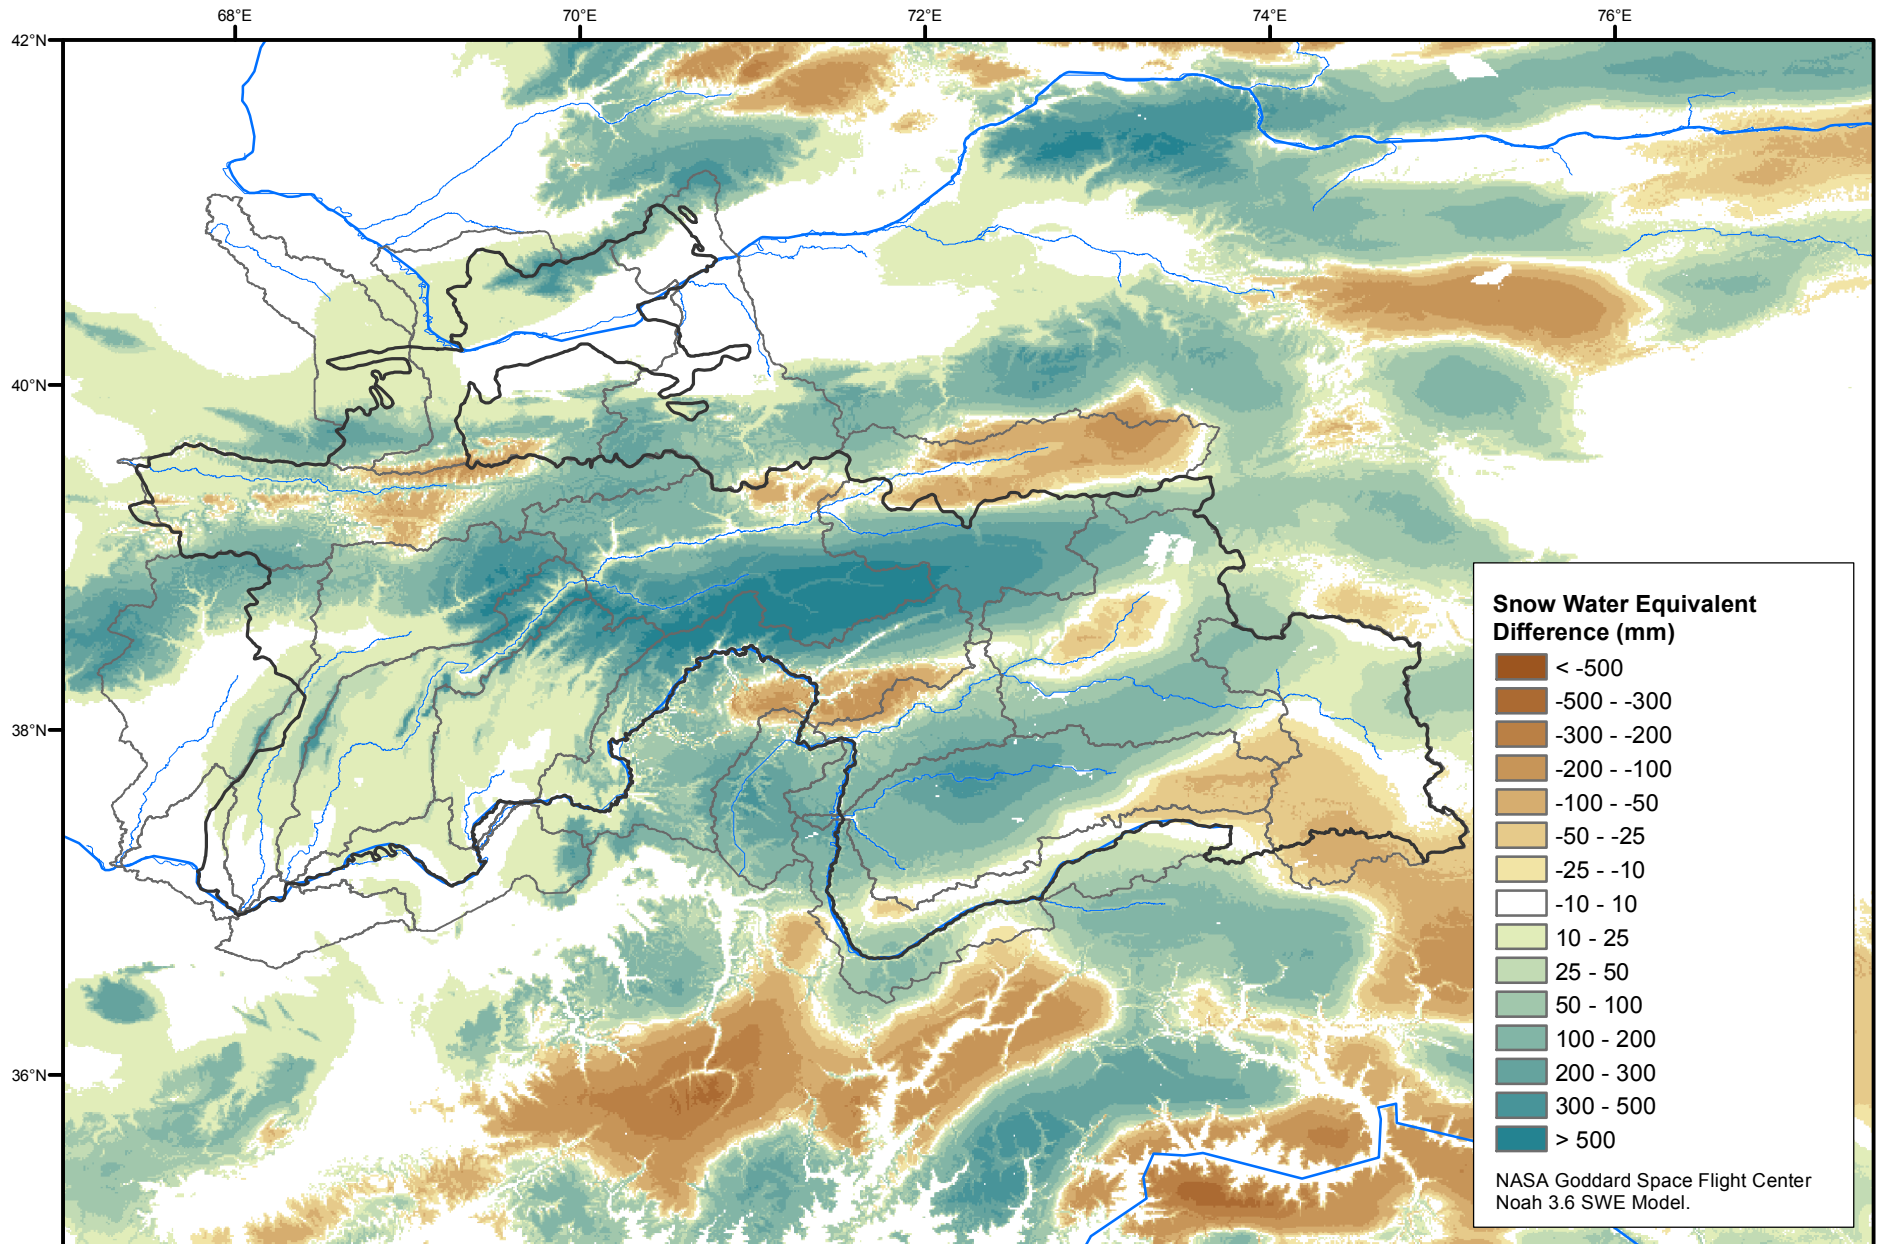 68°E
70°E
72°E
74°E
76°E
42°N
40°N
38°N
36°N
Snow Water Equivalent
Difference (mm)
< -500
-500 - -300
-300 - -200
-200 - -100
-100 - -50
-50 - -25
-25 - -10
-10 - 10
10 - 25
25 - 50
50 - 100
100 - 200
200 - 300
300 - 500
> 500
NASA Goddard Space Flight Center
Noah 3.6 SWE Model.